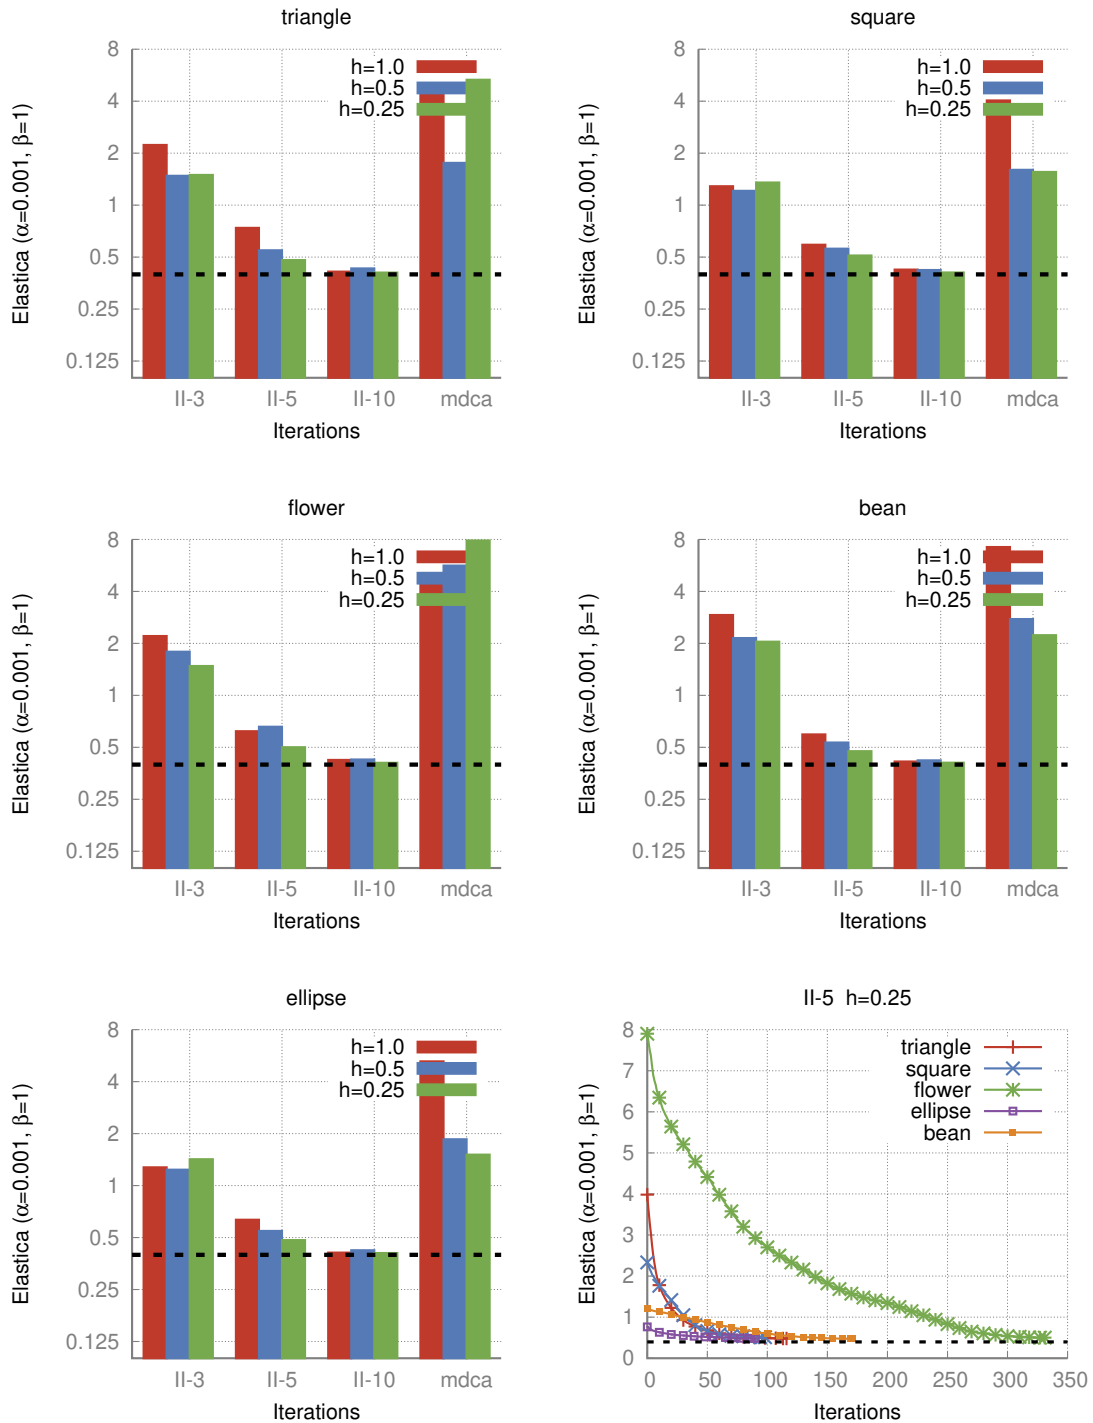 triangle
8
4
2
1
0.5
0.25
0.125
Elastica (α=0.001, β=1)
h=1.0
h=0.5
h=0.25
II-3 II-5 II-10 mdca
Iterations
square
8
4
2
1
0.5
0.25
0.125
Elastica (α=0.001, β=1)
h=1.0
h=0.5
h=0.25
II-3 II-5 II-10 mdca
Iterations
flower
8
4
2
1
0.5
0.25
0.125
Elastica (α=0.001, β=1)
h=1.0
h=0.5
h=0.25
II-3 II-5 II-10 mdca
Iterations
bean
8
4
2
1
0.5
0.25
0.125
Elastica (α=0.001, β=1)
h=1.0
h=0.5
h=0.25
II-3 II-5 II-10 mdca
Iterations
ellipse
8
4
2
1
0.5
0.25
0.125
Elastica (α=0.001, β=1)
h=1.0
h=0.5
h=0.25
II-3 II-5 II-10 mdca
Iterations
II-5 h=0.25
8
7
6
5
4
3
2
1
0
Elastica (α=0.001, β=1)
triangle
square
flower
ellipse
bean
0 50 100 150 200 250 300 350
Iterations